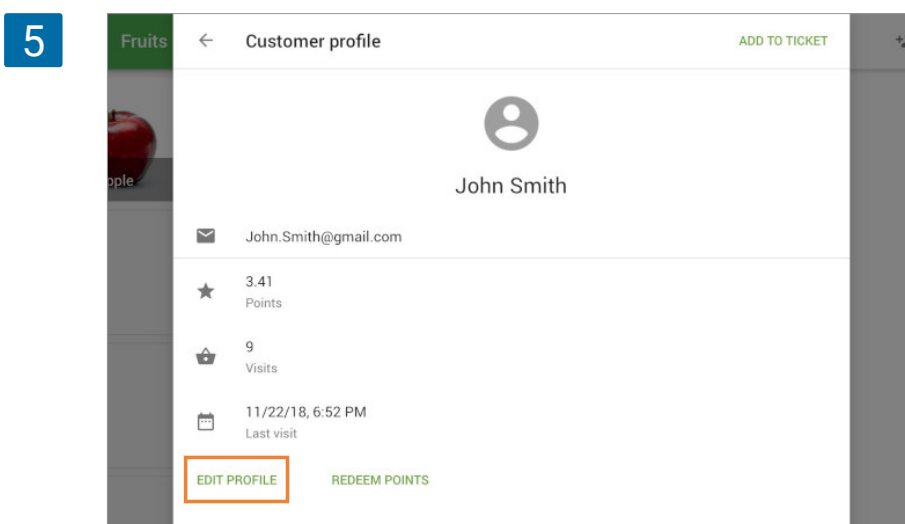 5
Fruits
Customer profile
ADD TO TICKET
pple
John Smith
John.Smith@gmail.com
3.41
Points
9
Visits
11/22/18, 6:52 PM
Last visit
EDIT PROFILE
REDEEM POINTS